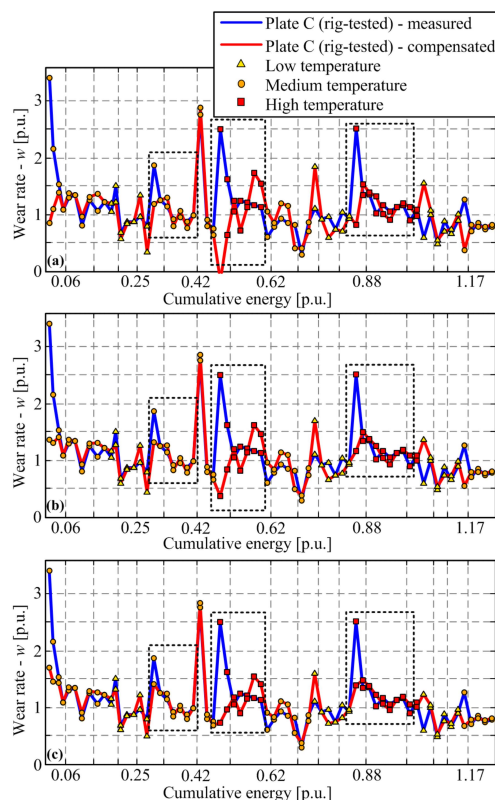 Plate C (rig-tested) - measured
Plate C (rig-tested) - compensated
Low temperature
Medium temperature
High temperature
Wear rate - w [p.u.]
3
2
1
0
(a)
0.06 0.29 0.42 0.62 0.88 1.17
Cumulative energy [p.u.]
Wear rate - w [p.u.]
3
2
1
0
(b)
0.06 0.25 0.42 0.62 0.88 1.17
Cumulative energy [p.u.]
Wear rate - w [p.u.]
3
2
1
0
(c)
0.06 0.25 0.42 0.62 0.88 1.17
Cumulative energy [p.u.]